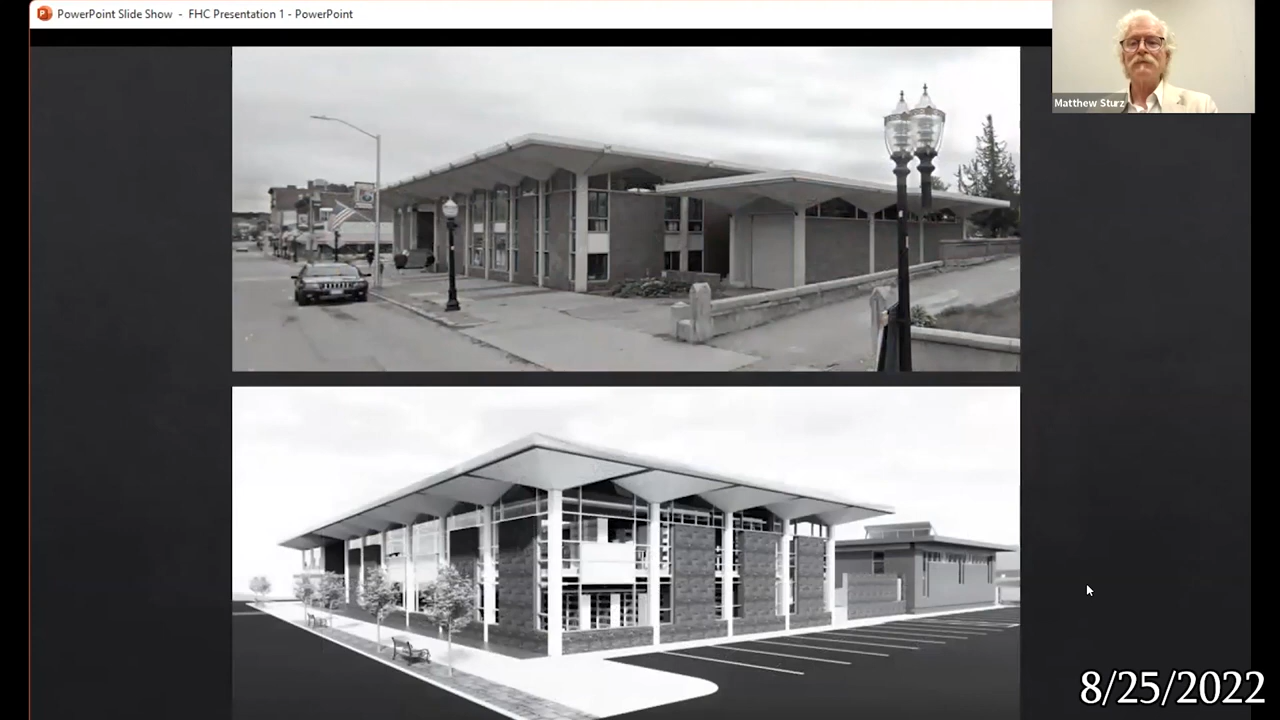 PowerPoint Slide Show - FHC Presentation 1 - PowerPoint
Matthew Sturz
8/25/2022